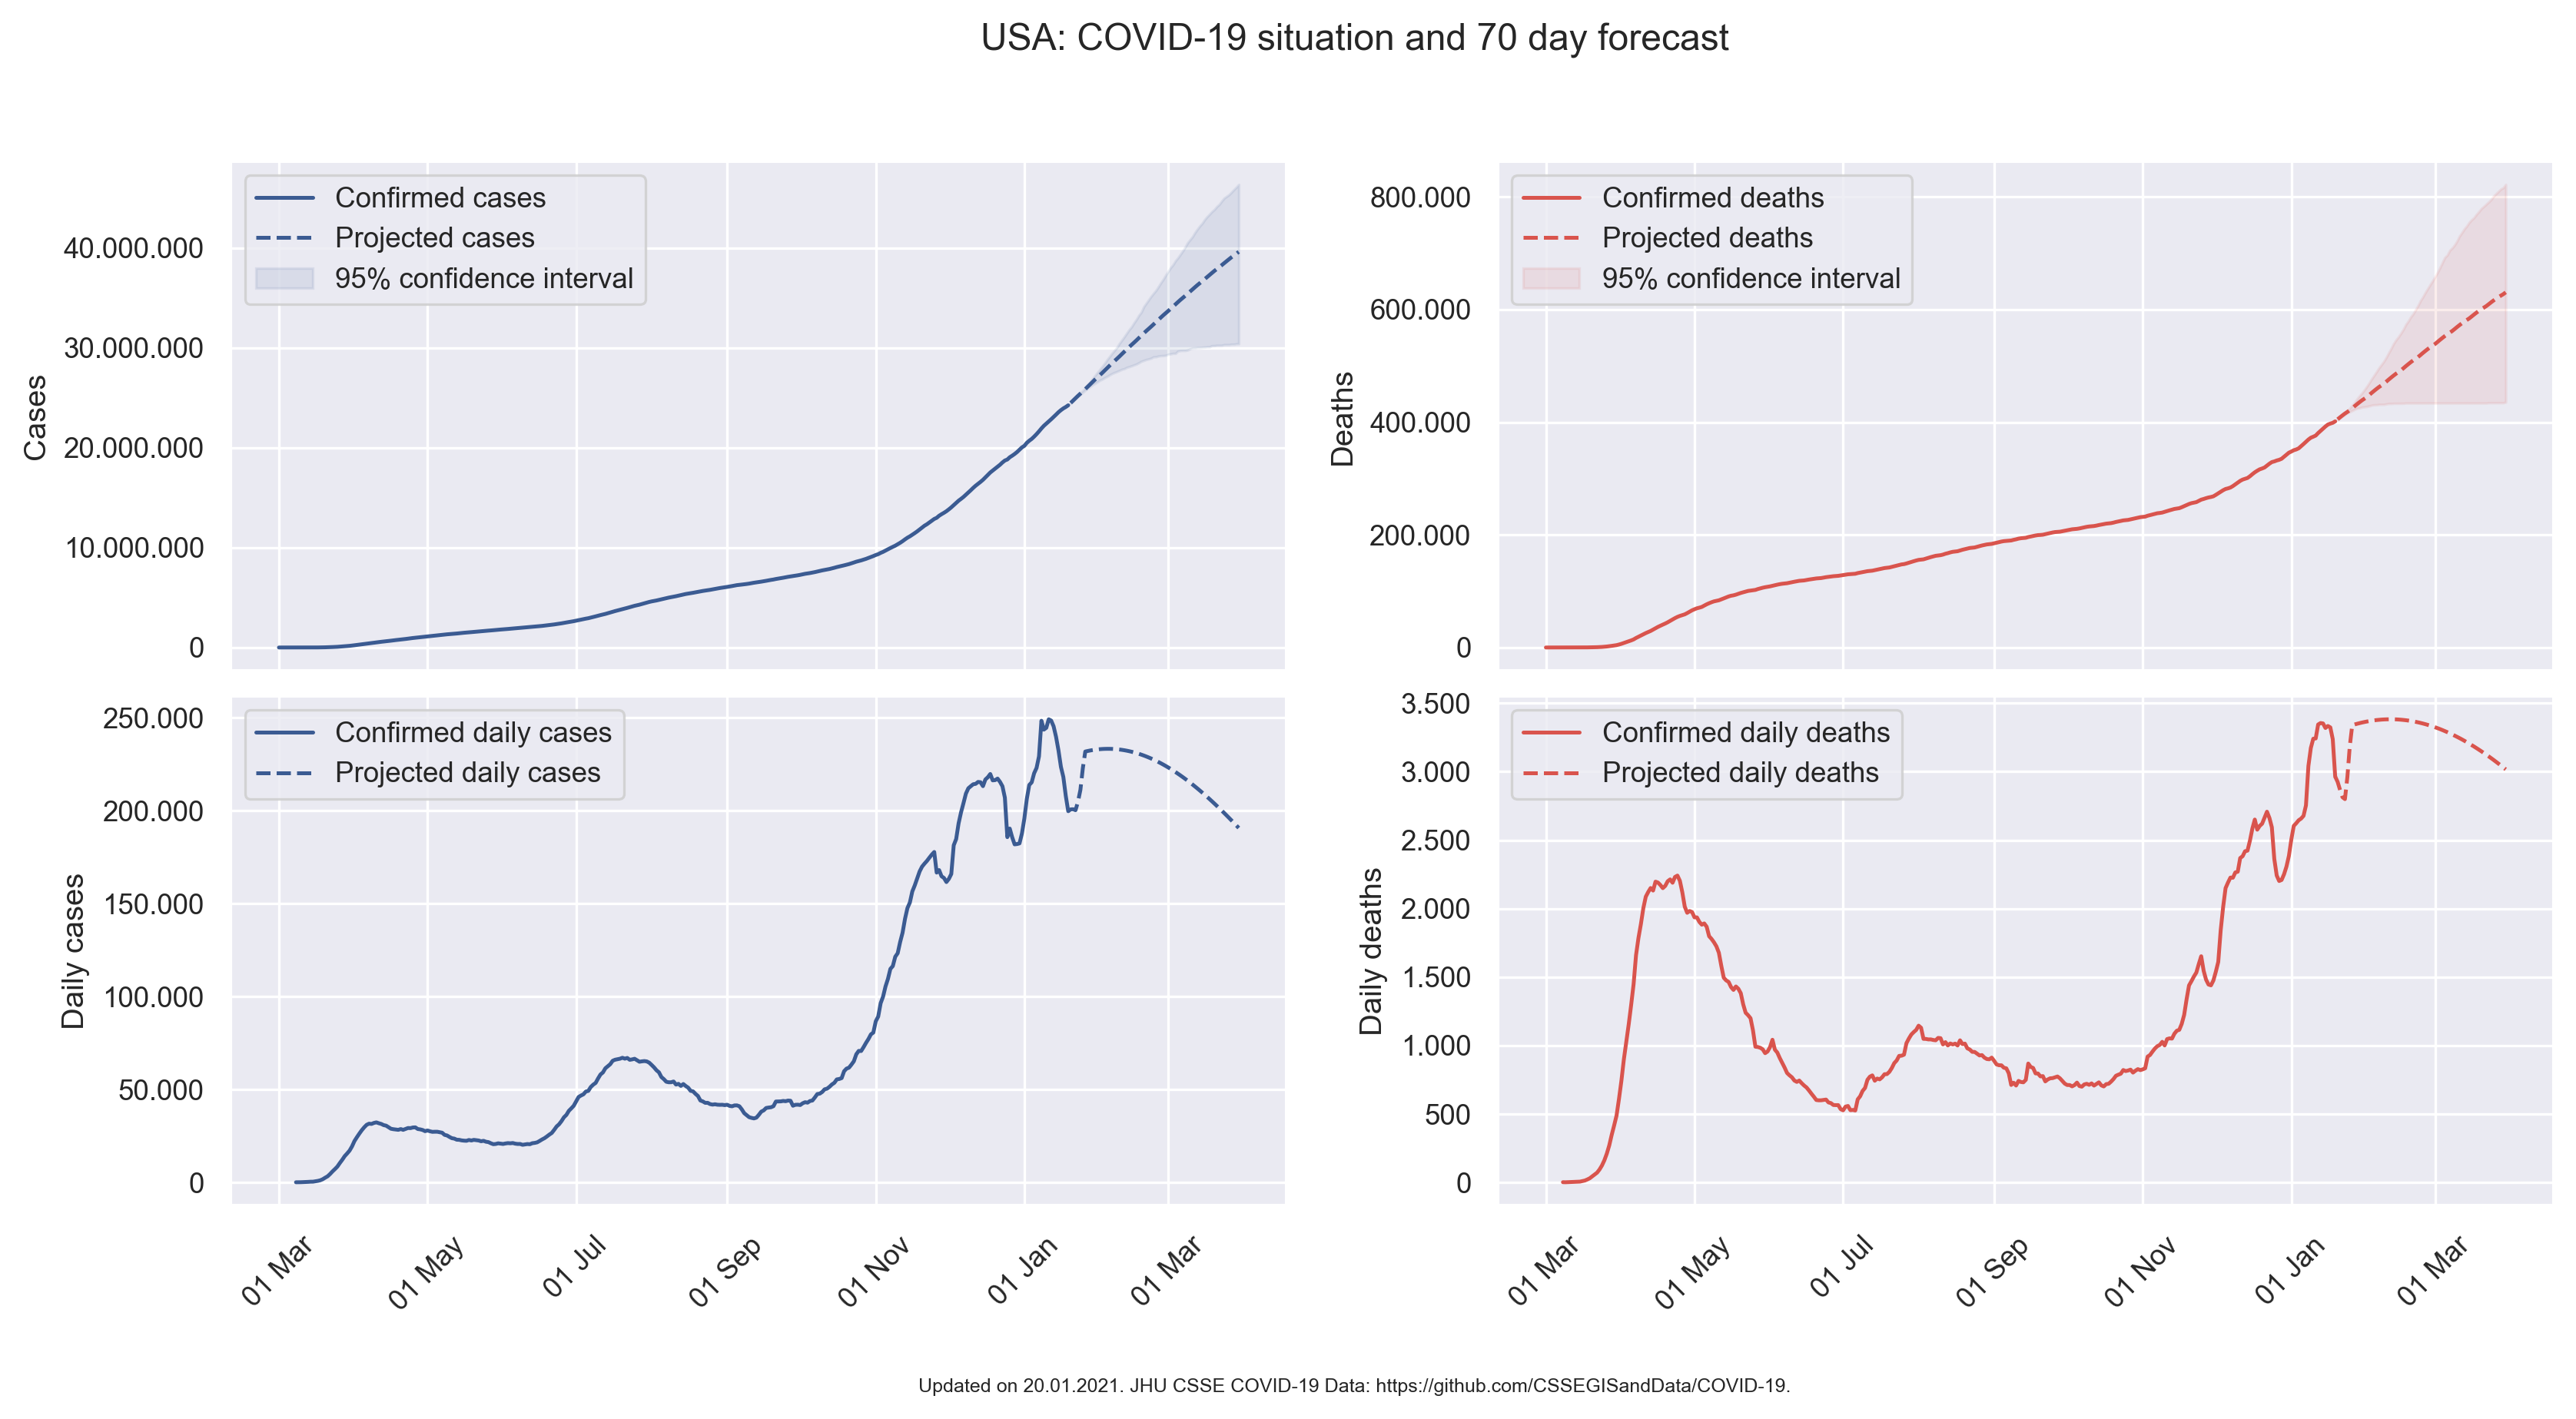 USA: COVID-19 situation and 70 day forecast
Confirmed cases
Projected cases
95% confidence interval
40.000.000
30.000.000
20.000.000
10.000.000
0
Cases
Confirmed deaths
Projected deaths
95% confidence interval
800.000
600.000
400.000
200.000
0
Deaths
Confirmed daily cases
Projected daily cases
250.000
200.000
150.000
100.000
50.000
0
Daily cases
01 Mar
01 May
01 Jul
01 Sep
01 Nov
01 Jan
01 Mar
Confirmed daily deaths
Projected daily deaths
3.500
3.000
2.500
2.000
1.500
1.000
500
0
Daily deaths
01 Mar
01 May
01 Jul
01 Sep
01 Nov
01 Jan
01 Mar
Updated on 20.01.2021. JHU CSSE COVID-19 Data: https://github.com/CSSEGISandData/COVID-19.